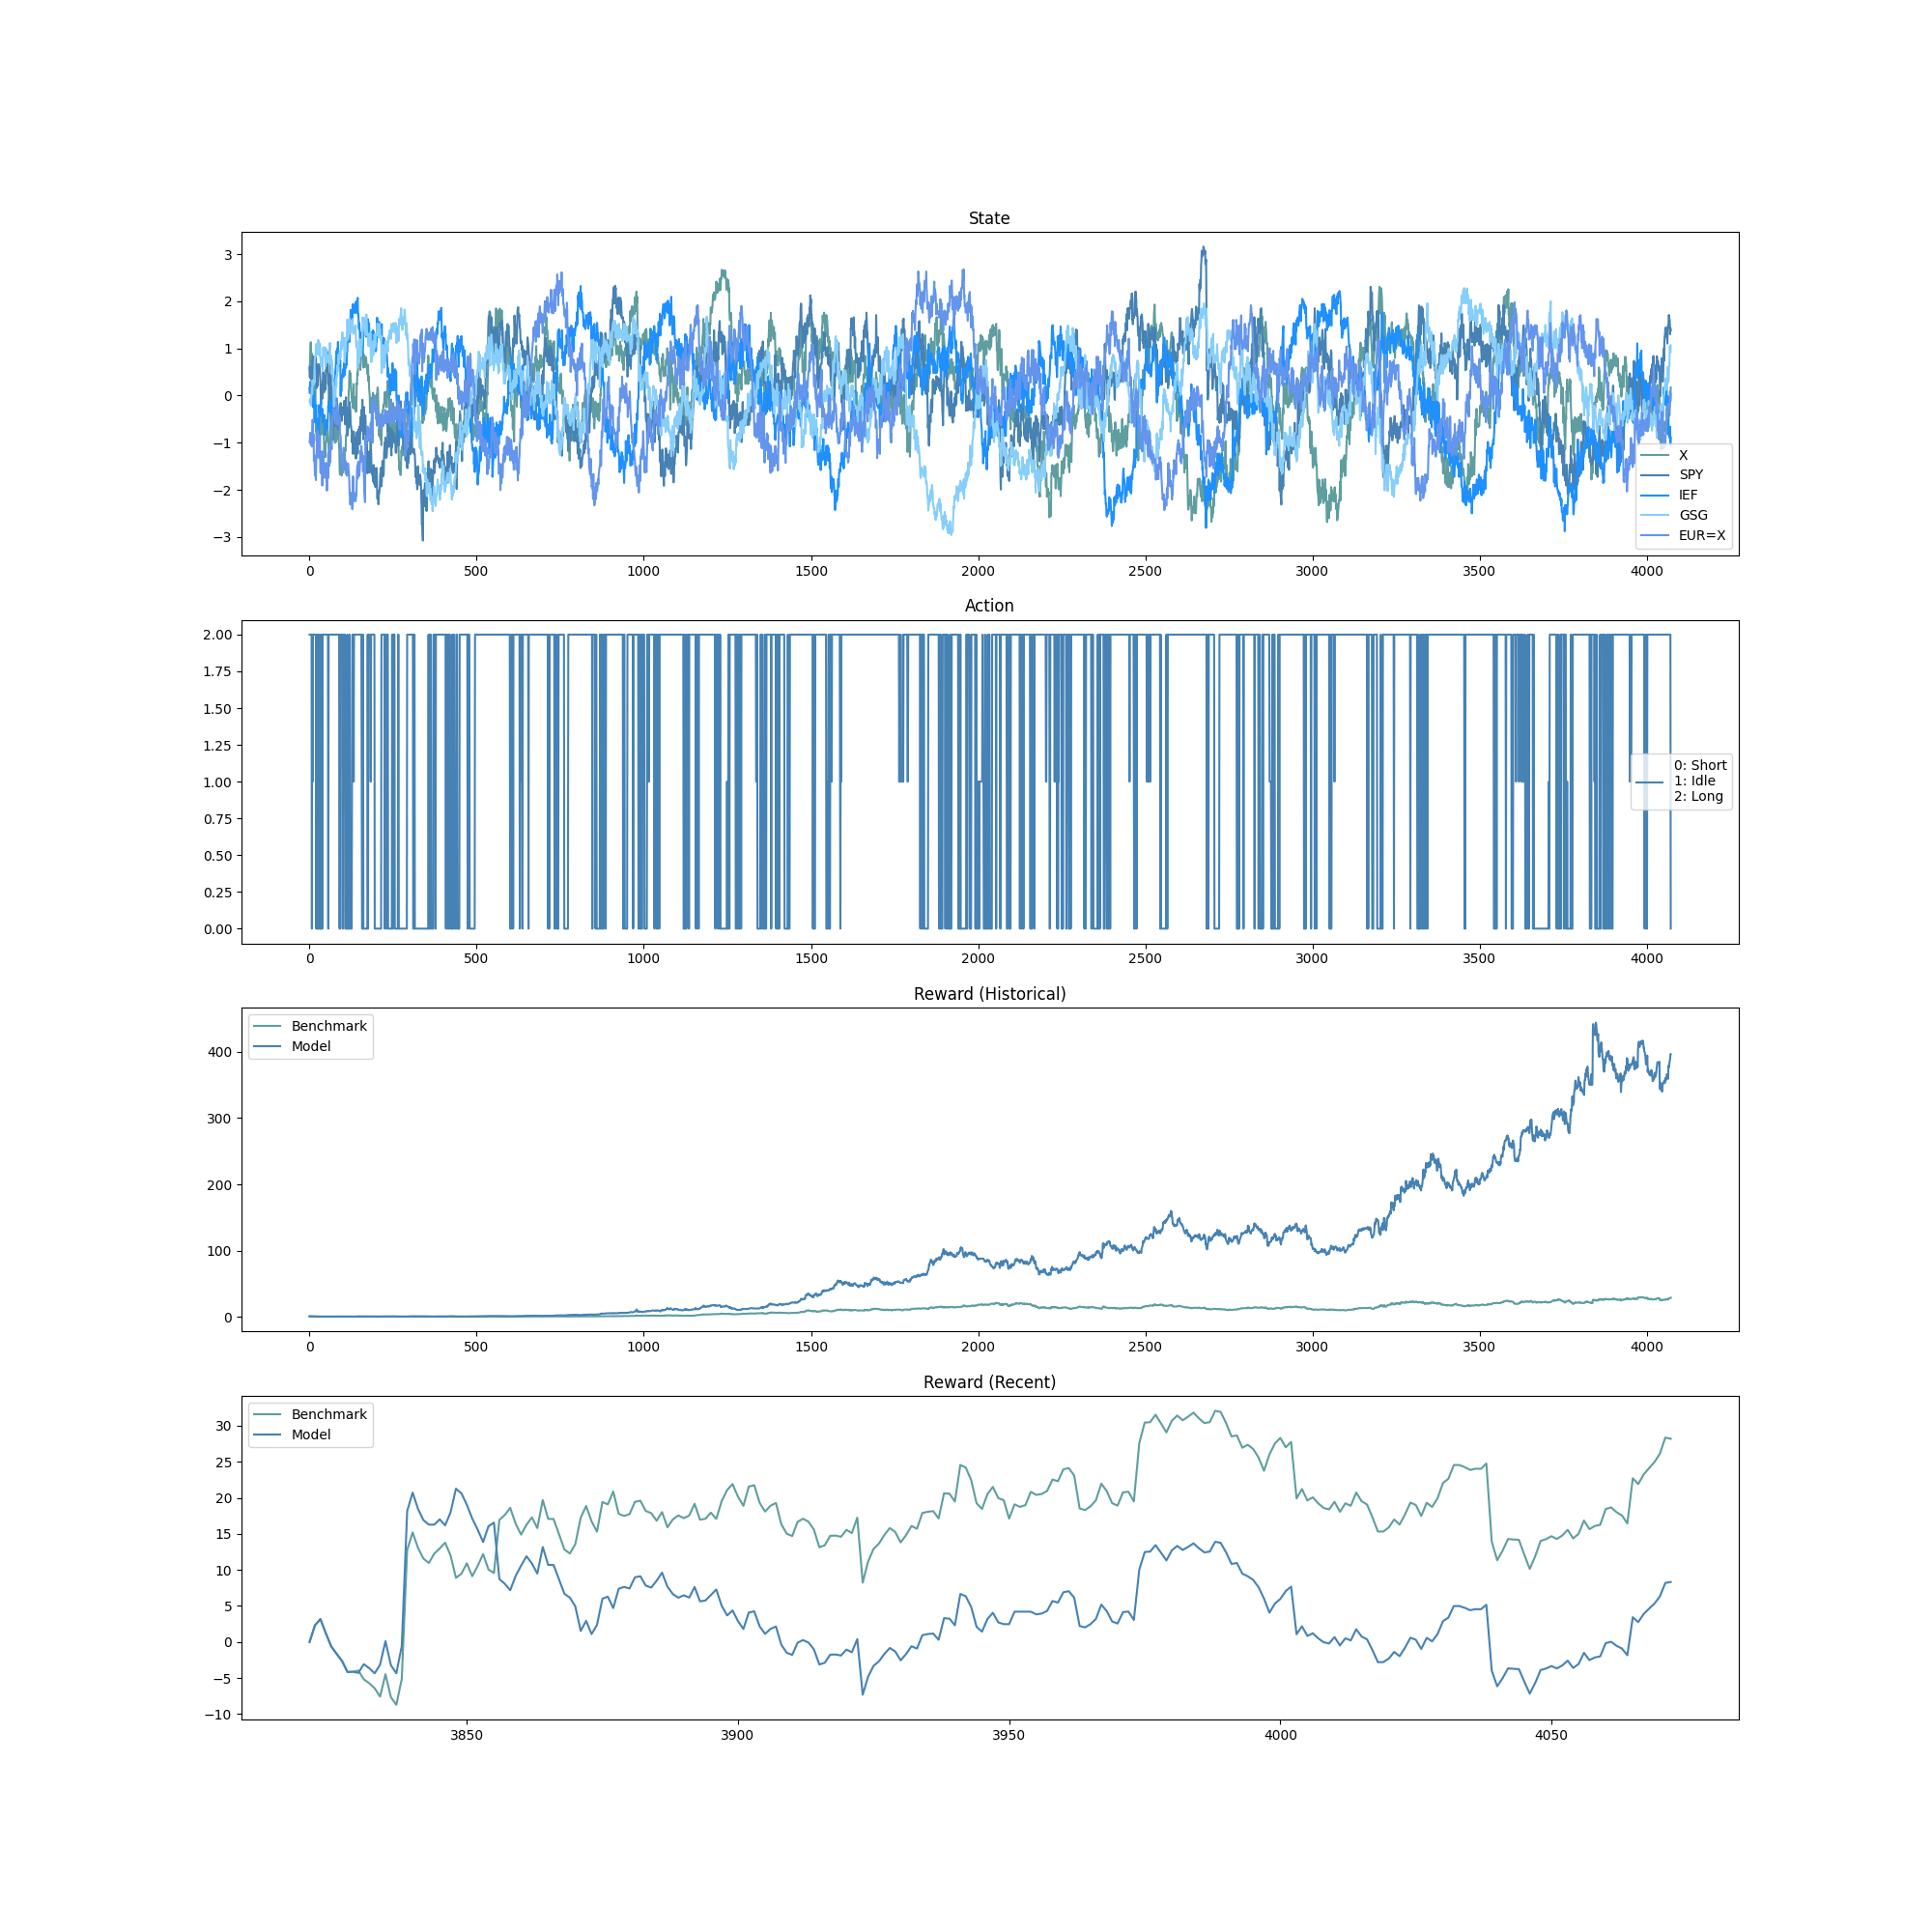 State
3
2
1
0
−1
−2
−3
X
SPY
IEF
GSG
EUR=X
0 500 1000 1500 2000 2500 3000 3500 4000
Action
2.00
1.75
1.50
1.25
1.00
0.75
0.50
0.25
0.00
0: Short
1: Idle
2: Long
0 500 1000 1500 2000 2500 3000 3500 4000
Reward (Historical)
Benchmark
Model
400
300
200
100
0
0 500 1000 1500 2000 2500 3000 3500 4000
Reward (Recent)
Benchmark
Model
30
25
20
15
10
5
0
−5
−10
3850 3900 3950 4000 4050